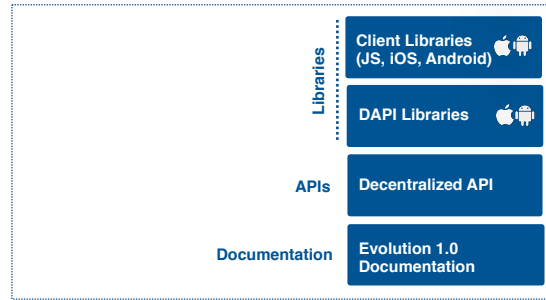 Libraries
Client Libraries
(JS, iOS, Android)
DAPI Libraries
APIs
Decentralized API
Documentation
Evolution 1.0
Documentation